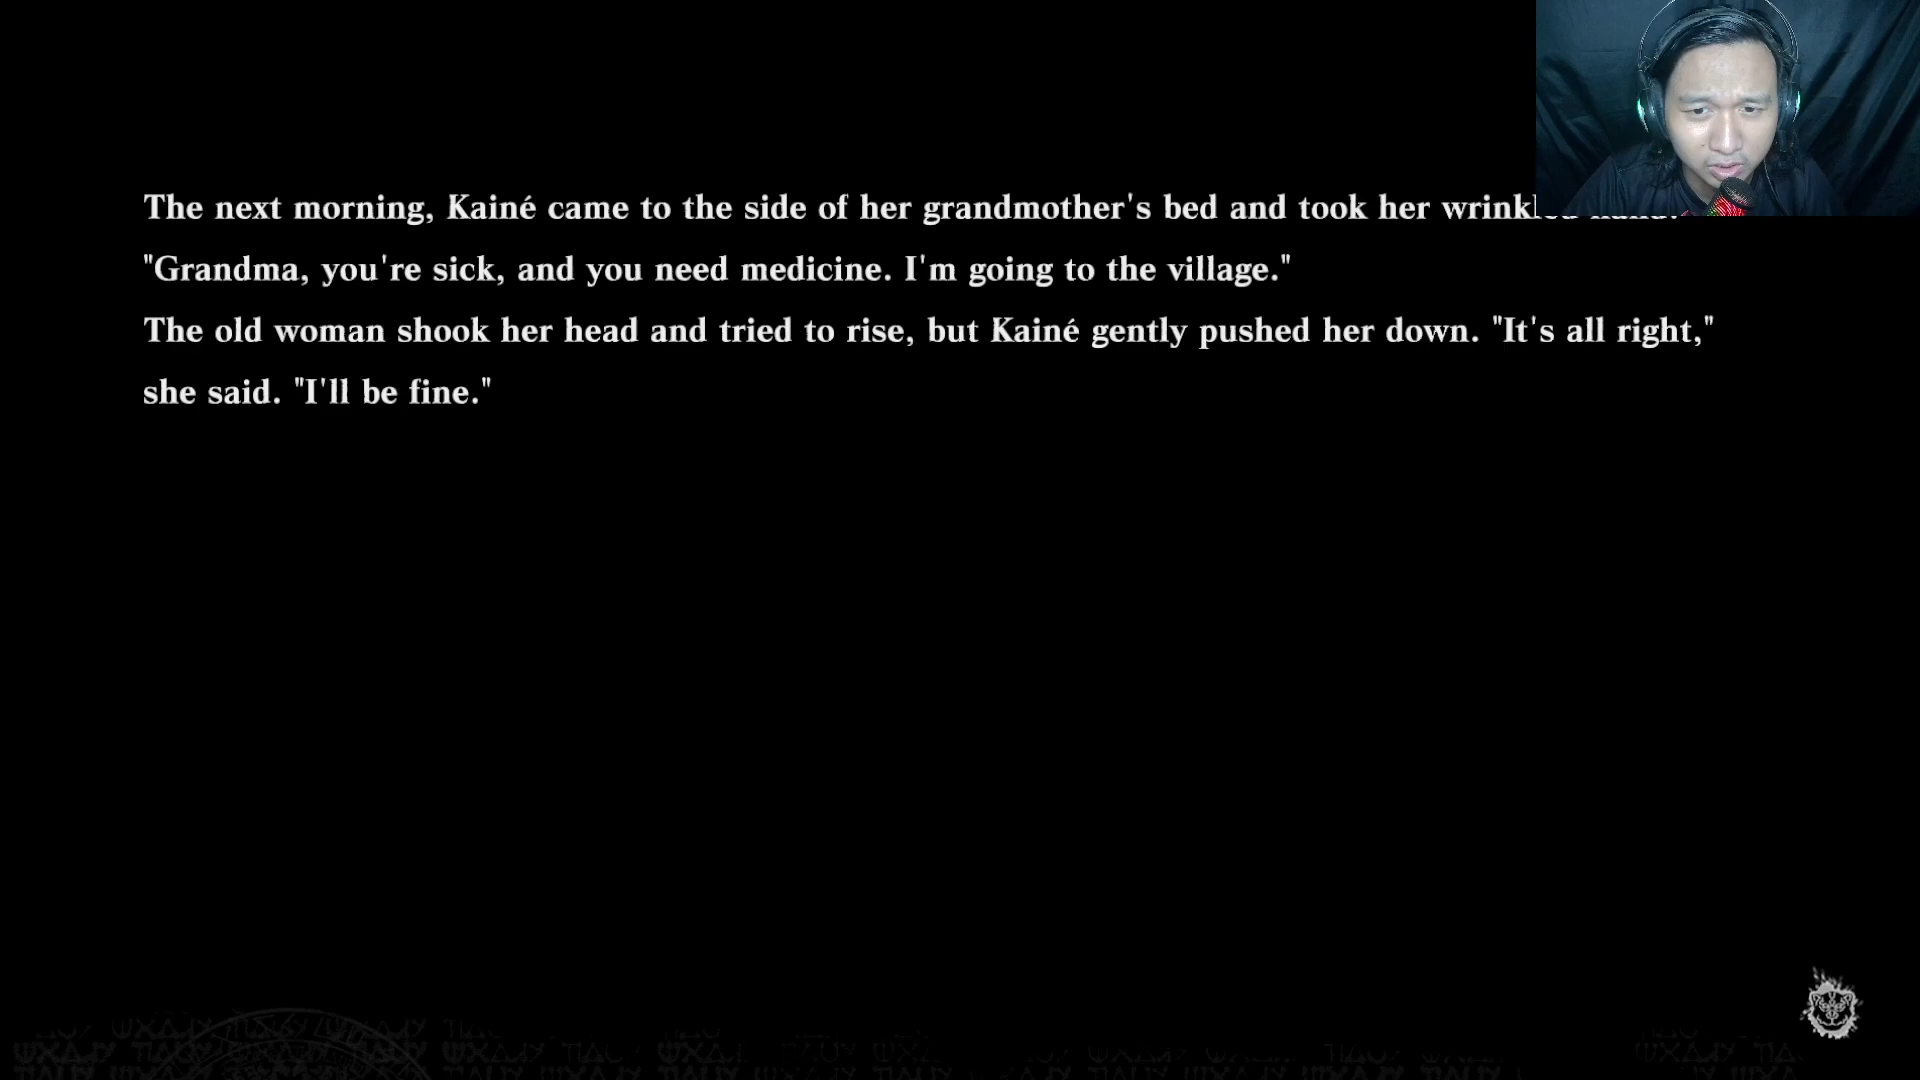 The next morning, Kainé came to the side of her grandmother's bed and took her
"Grandma, you're sick, and you need medicine. I'm going to the village."
The old woman shook her head and tried to rise, but Kainé gently pushed her down. "It's all right,"
she said. "I'll be fine."